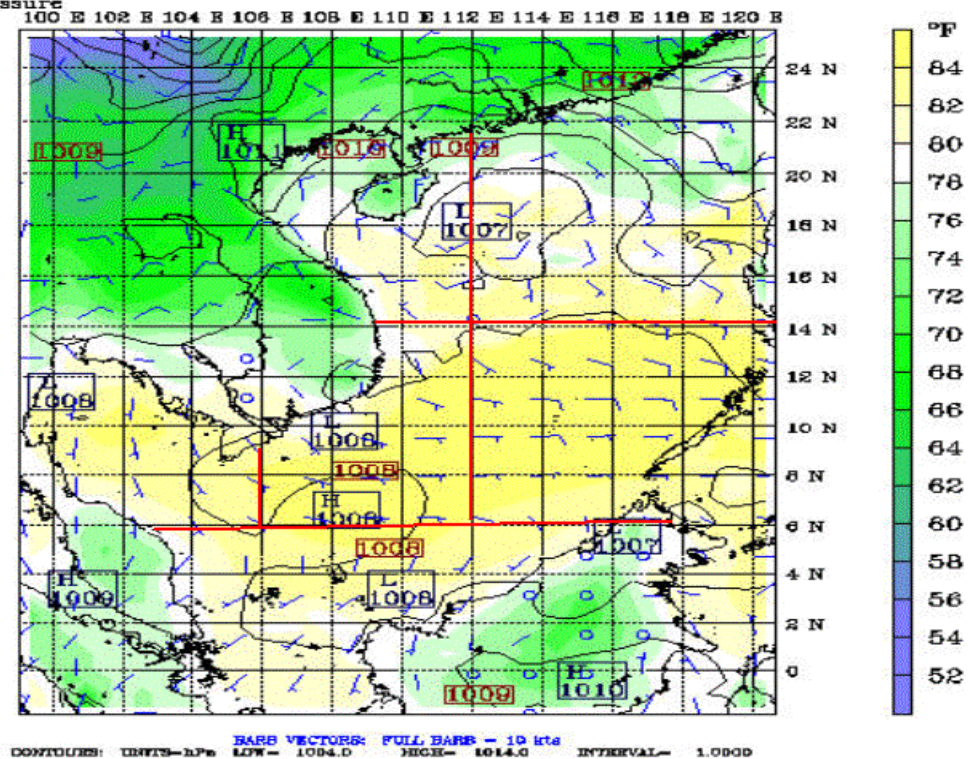 ssure
100 E 102 E 104 E 106 E 108 E 110 E 112 E 114 E 116 E 118 E 120 E
°F
84
82
80
78
76
74
72
70
68
66
64
62
60
58
56
54
52
24 N
22 N
20 N
18 N
16 N
14 N
12 N
10 N
8 N
6 N
4 N
2 N
0
1012
1009
H
1011
1010
1009
L
1007
L
1008
L
1008
1008
H
1008
1008
L
1007
H
1009
L
1008
H
1010
1009
BARB VECTORS: FULL BARB = 10 kts
CONTOURS: UNITS=hPa LOW= 1004.0 HIGH= 1014.0 INTERVAL= 1.0000